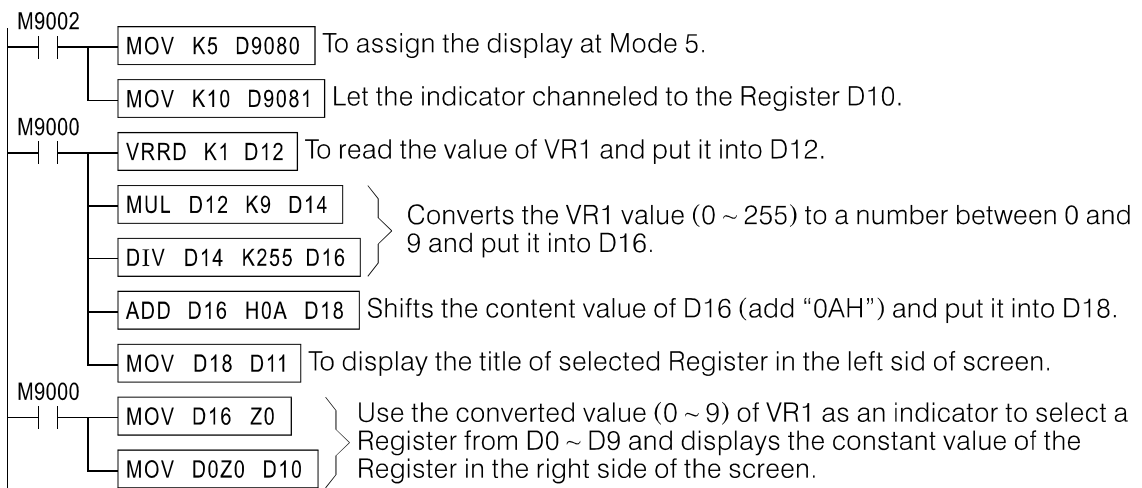 M9002
MOV K5 D9080 To assign the display at Mode 5.
MOV K10 D9081 Let the indicator channeled to the Register D10.
M9000
VRRD K1 D12 To read the value of VR1 and put it into D12.
MUL D12 K9 D14
Converts the VR1 value (0 ~ 255) to a number between 0 and
9 and put it into D16.
DIV D14 K255 D16
ADD D16 H0A D18 Shifts the content value of D16 (add “0AH”) and put it into D18.
MOV D18 D11 To display the title of selected Register in the left sid of screen.
M9000
MOV D16 Z0
Use the converted value (0 ~ 9) of VR1 as an indicator to select a
Register from D0 ~ D9 and displays the constant value of the
Register in the right side of the screen.
MOV D0Z0 D10